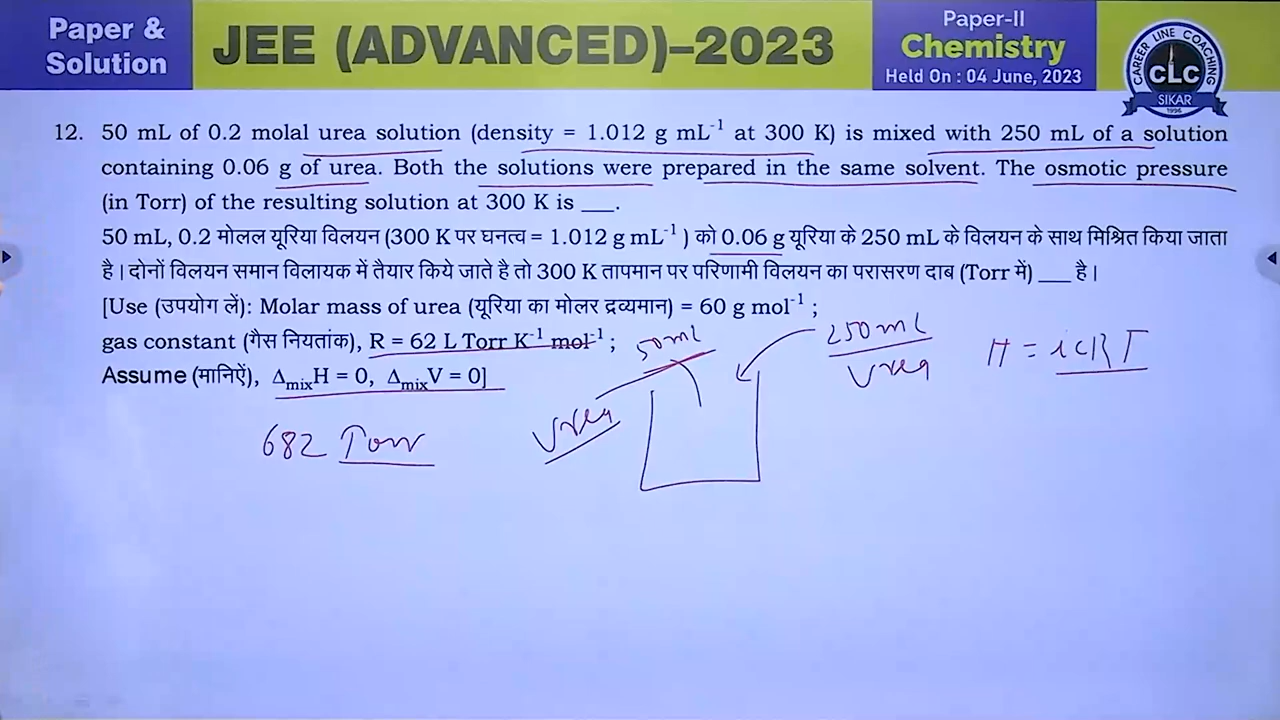 Paper &
Solution
JEE (ADVANCED)–2023
Paper-II
Chemistry
Held On : 04 June, 2023
CAREER LINE COACHING
CLC
SIKAR
1996
12. 50 mL of 0.2 molal urea solution (density = 1.012 g mL⁻¹ at 300 K) is mixed with 250 mL of a solution
containing 0.06 g of urea. Both the solutions were prepared in the same solvent. The osmotic pressure
(in Torr) of the resulting solution at 300 K is ___.
50 mL, 0.2 मोलल यूरिया विलयन (300 K पर घनत्व = 1.012 g mL⁻¹ ) को 0.06 g यूरिया के 250 mL के विलयन के साथ मिश्रित किया जाता
है। दोनों विलयन समान विलायक में तैयार किये जाते है तो 300 K तापमान पर परिणामी विलयन का परासरण दाब (Torr में) ___ है।
[Use (उपयोग लें): Molar mass of urea (यूरिया का मोलर द्रव्यमान) = 60 g mol⁻¹ ;
gas constant (गैस नियतांक), R = 62 L Torr K⁻¹ mol⁻¹ ;
Assume (मानिऐं), ΔmixH = 0, ΔmixV = 0]
50ml
250ml
Urea
π = iCRT
682 Torr
Urea